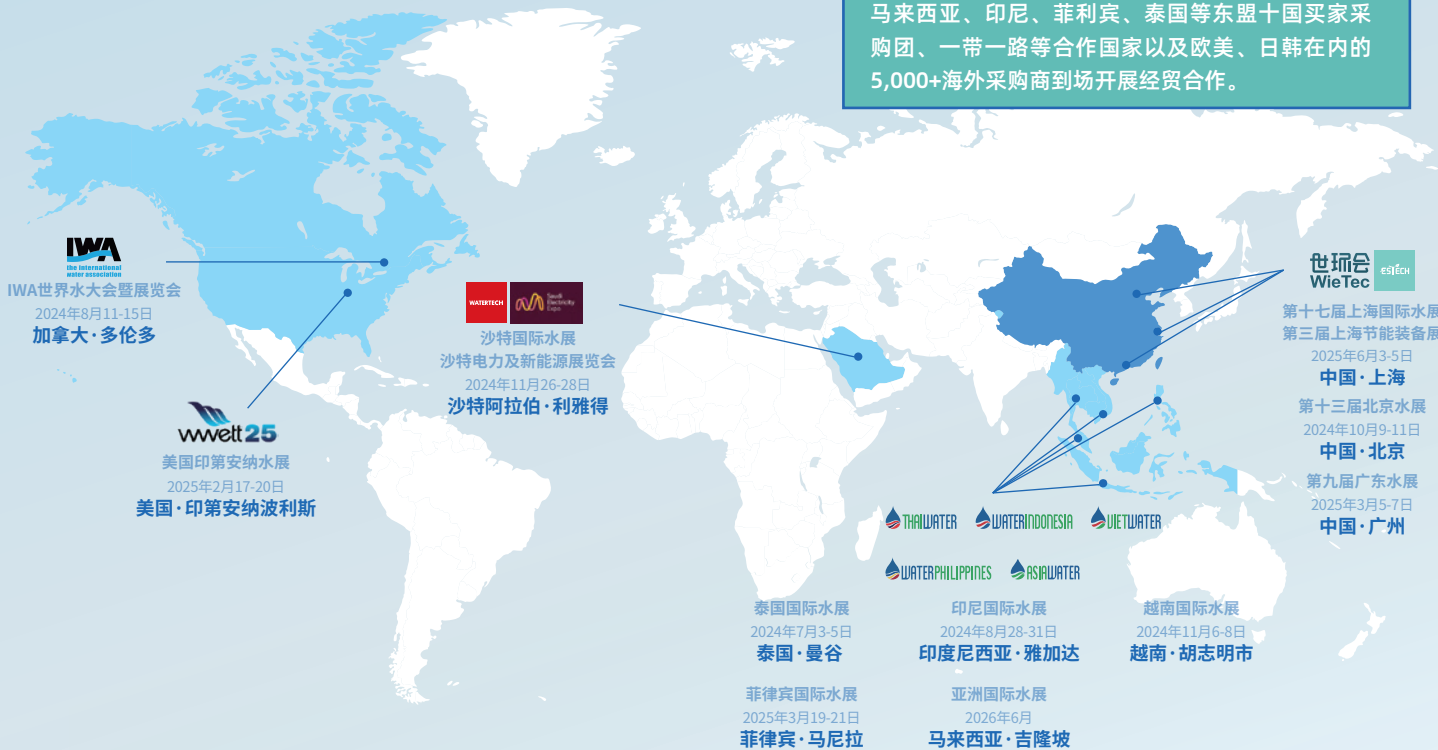 马来西亚、印尼、菲利宾、泰国等东盟十国买家采
购团、一带一路等合作国家以及欧美、日韩在内的
5,000+海外采购商到场开展经贸合作。
IWA
the international
water association
IWA世界水大会暨展览会
2024年8月11-15日
加拿大·多伦多
wwett25
美国印第安纳水展
2025年2月17-20日
美国·印第安纳波利斯
WATERTECH
Saudi
Electricity
Expo
沙特国际水展
沙特电力及新能源展览会
2024年11月26-28日
沙特阿拉伯·利雅得
世环会
WieTec
ESTECH
第十七届上海国际水展
第三届上海节能装备展
2025年6月3-5日
中国·上海
第十三届北京水展
2024年10月9-11日
中国·北京
第九届广东水展
2025年3月5-7日
中国·广州
THAIWATER
WATERINDONESIA
VIETWATER
WATERPHILIPPINES
ASIAWATER
泰国国际水展
2024年7月3-5日
泰国·曼谷
印尼国际水展
2024年8月28-31日
印度尼西亚·雅加达
越南国际水展
2024年11月6-8日
越南·胡志明市
菲律宾国际水展
2025年3月19-21日
菲律宾·马尼拉
亚洲国际水展
2026年6月
马来西亚·吉隆坡